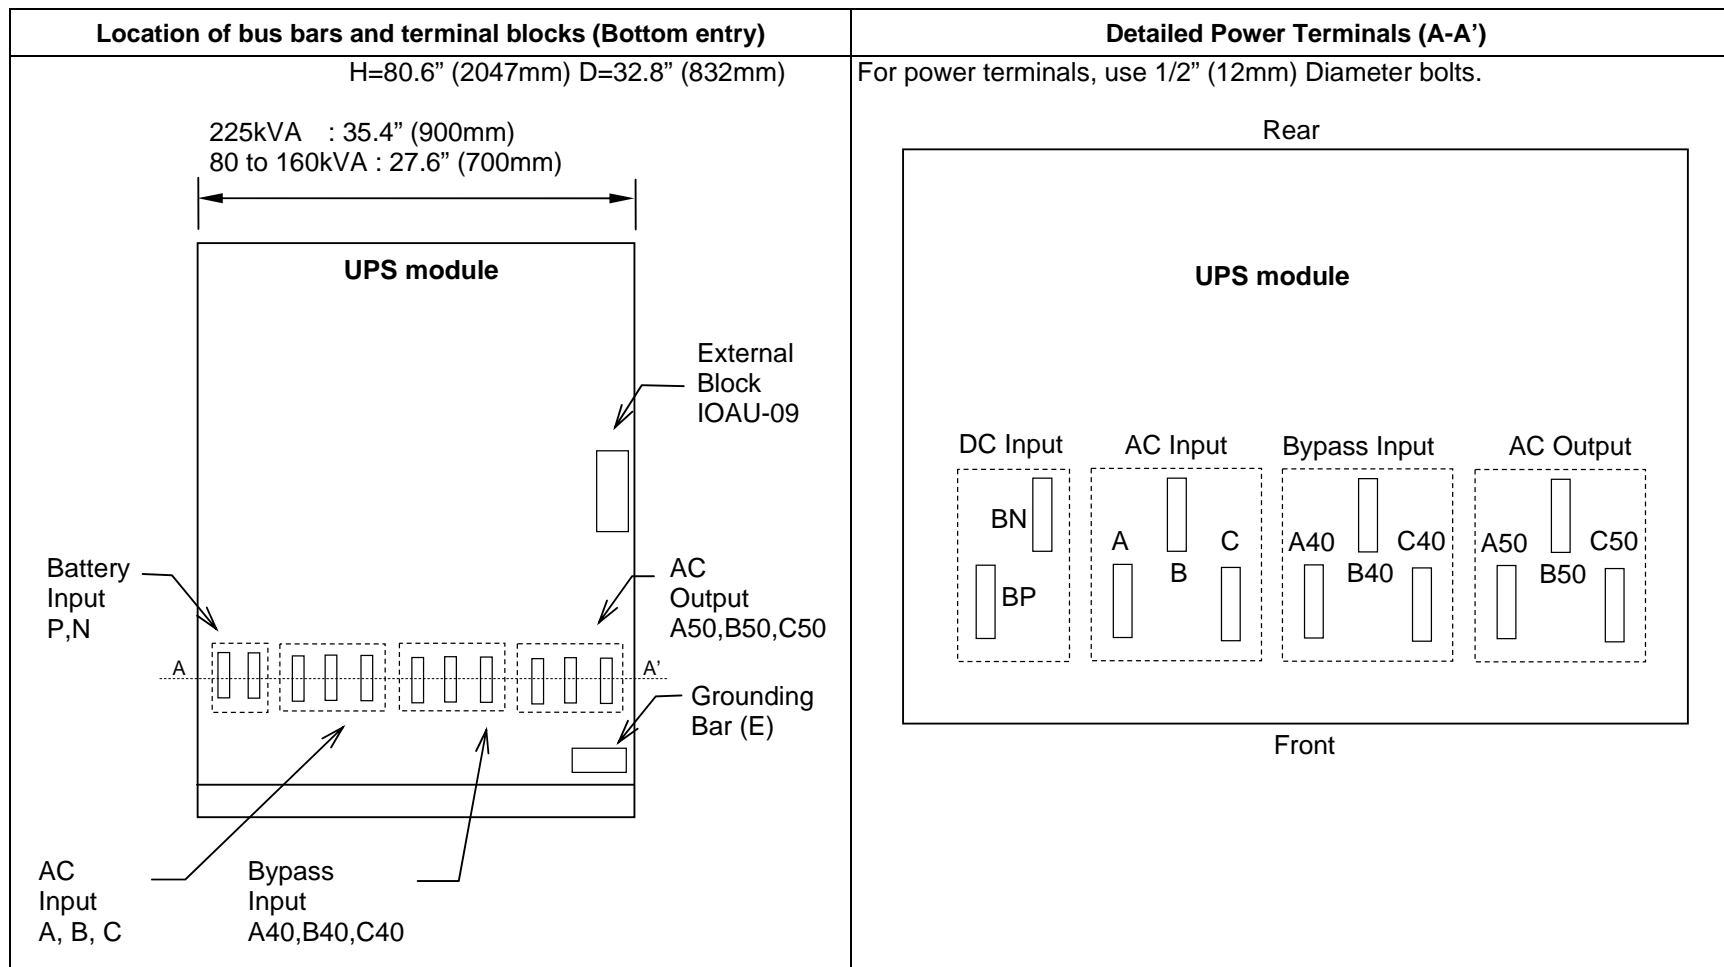 Location of bus bars and terminal blocks (Bottom entry)
H=80.6” (2047mm) D=32.8” (832mm)
225kVA : 35.4” (900mm)
80 to 160kVA : 27.6” (700mm)
UPS module
External
Block
IOAU-09
Battery
Input
P,N
AC
Output
A50,B50,C50
A
A’
Grounding
Bar (E)
AC
Input
A, B, C
Bypass
Input
A40,B40,C40
Detailed Power Terminals (A-A’)
For power terminals, use 1/2” (12mm) Diameter bolts.
Rear
UPS module
DC Input
AC Input
Bypass Input
AC Output
BN
BP
A
B
C
A40
B40
C40
A50
B50
C50
Front